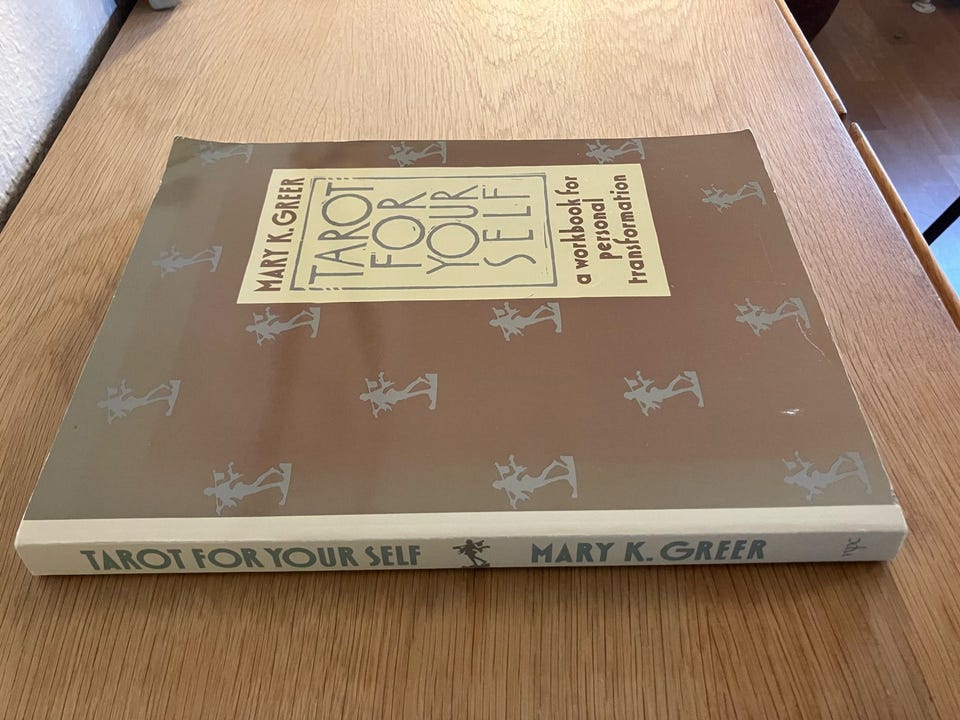 MARY K. GREER
TAROT
FOR
YOUR
SELF
a workbook for
personal
transformation
TAROT FOR YOUR SELF MARY K. GREER